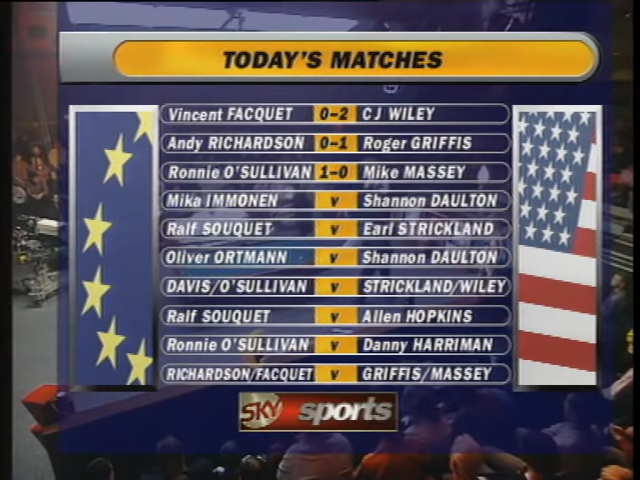 TODAY'S MATCHES
Vincent FACQUET 0-2 CJ WILEY
Andy RICHARDSON 0-1 Roger GRIFFIS
Ronnie O'SULLIVAN 1-0 Mike MASSEY
Mika IMMONEN v Shannon DAULTON
Ralf SOUQUET v Earl STRICKLAND
Oliver ORTMANN v Shannon DAULTON
DAVIS/O'SULLIVAN v STRICKLAND/WILEY
Ralf SOUQUET v Allen HOPKINS
Ronnie O'SULLIVAN v Danny HARRIMAN
RICHARDSON/FACQUET v GRIFFIS/MASSEY
SKY sports